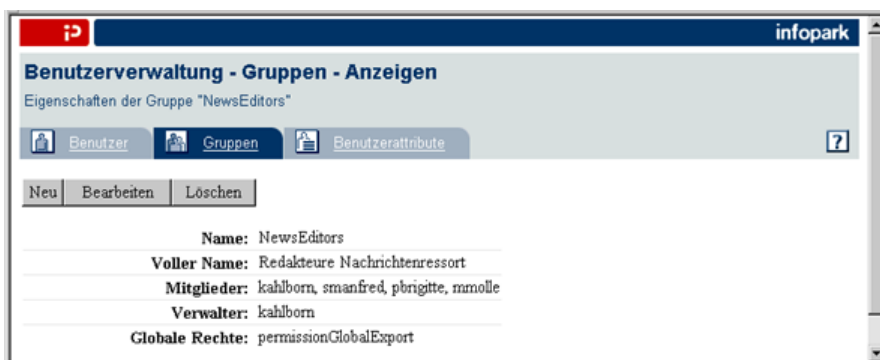 infopark
Benutzerverwaltung - Gruppen - Anzeigen
Eigenschaften der Gruppe "NewsEditors"
Benutzer Gruppen Benutzerattribute ?
Neu Bearbeiten Löschen
Name: NewsEditors
Voller Name: Redakteure Nachrichtenressort
Mitglieder: kahlborn, smanfred, pbrigitte, mmolle
Verwalter: kahlborn
Globale Rechte: permissionGlobalExport